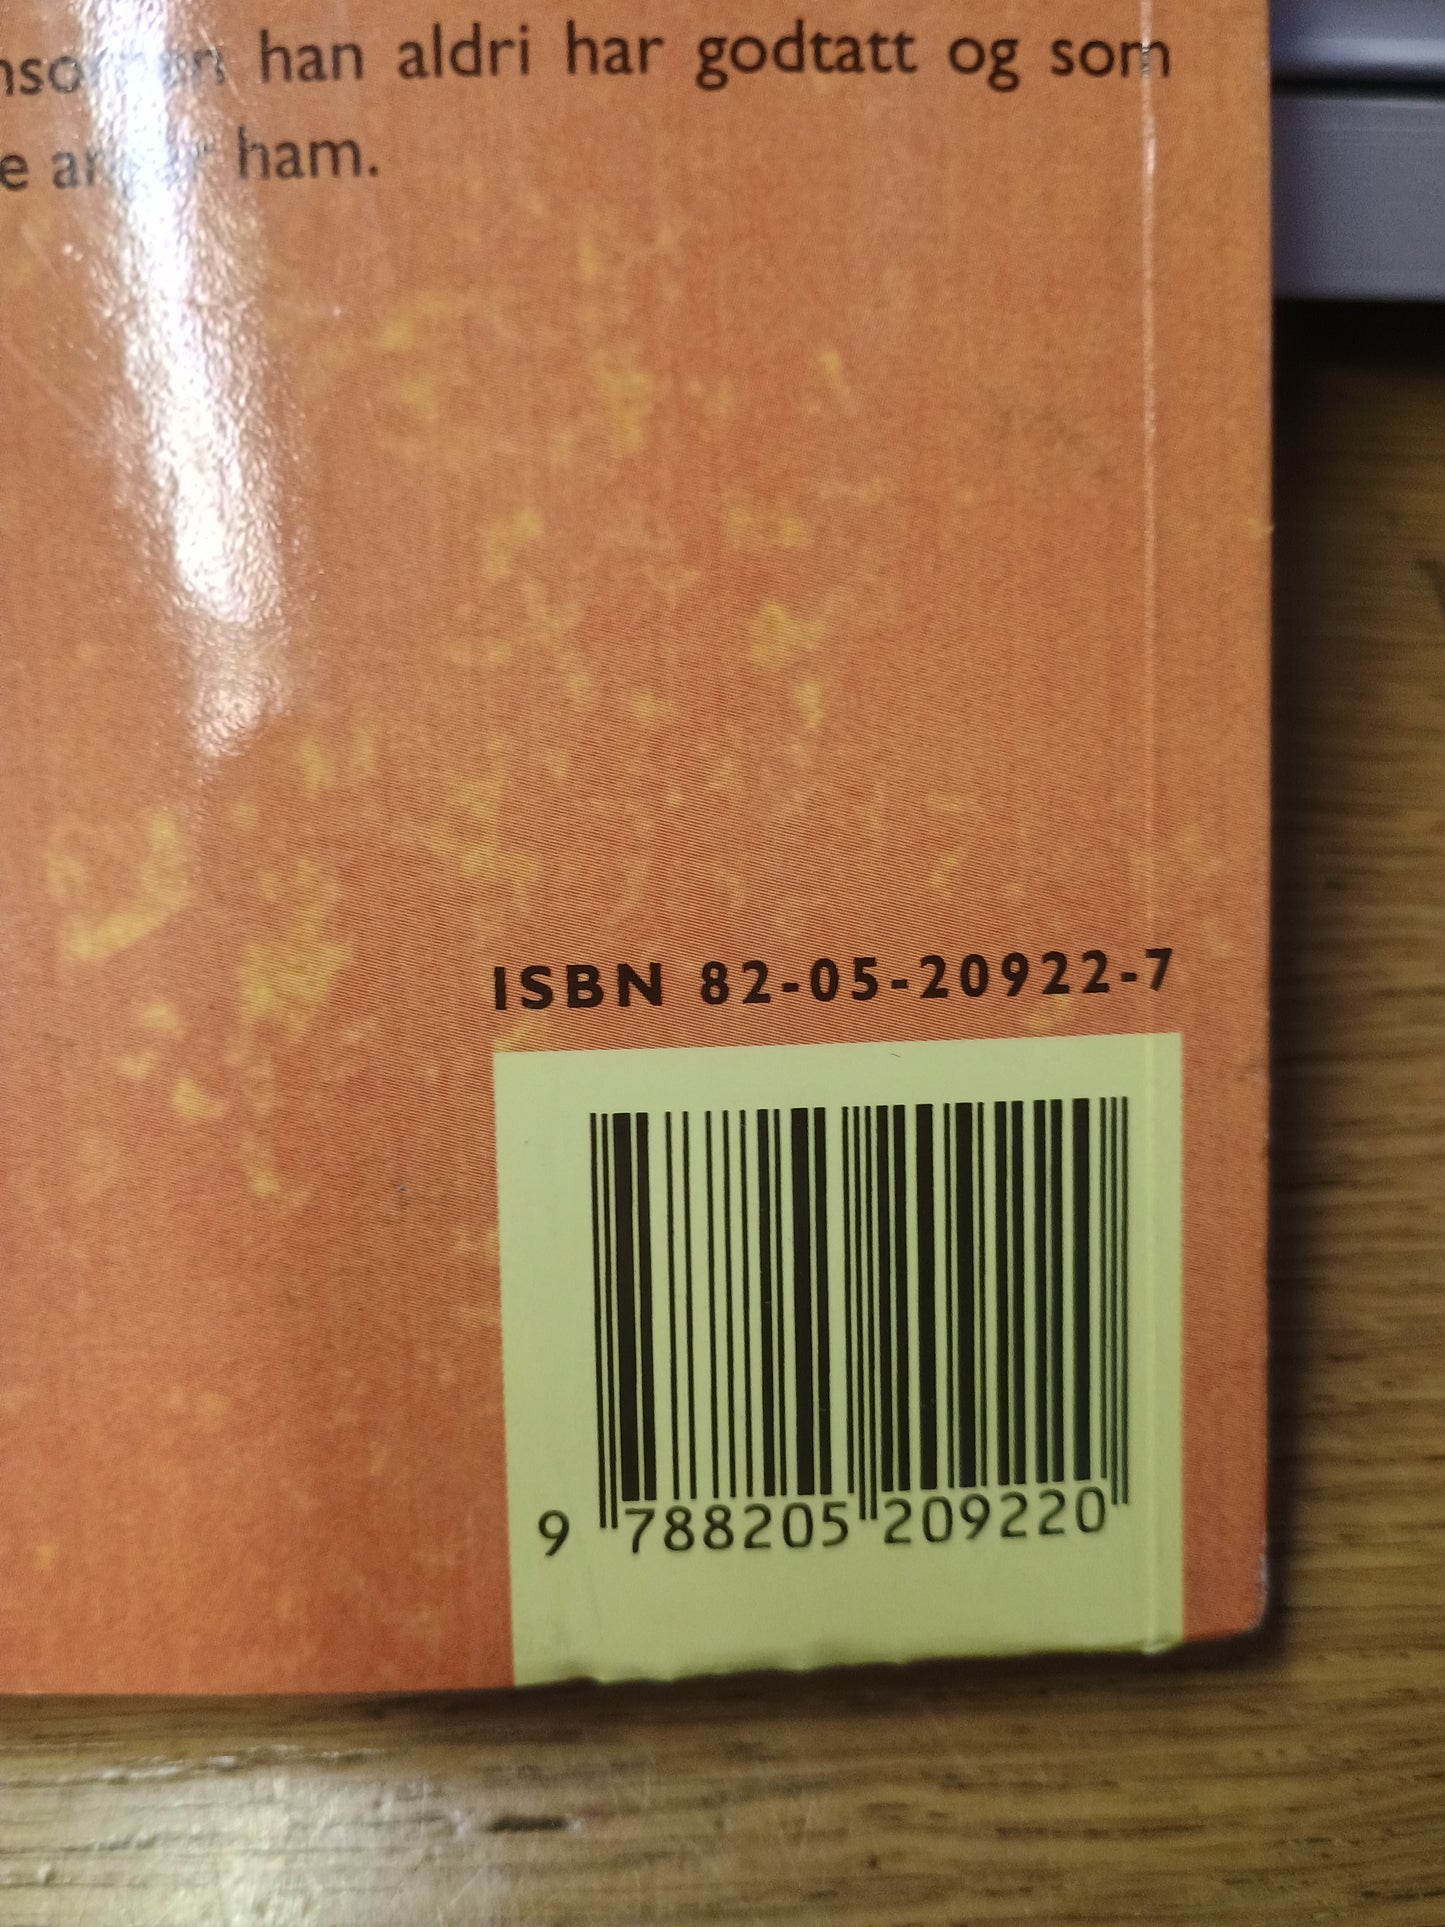 han aldri har godtatt og som
ham.
ISBN 82-05-20922-7
9 788205 209220